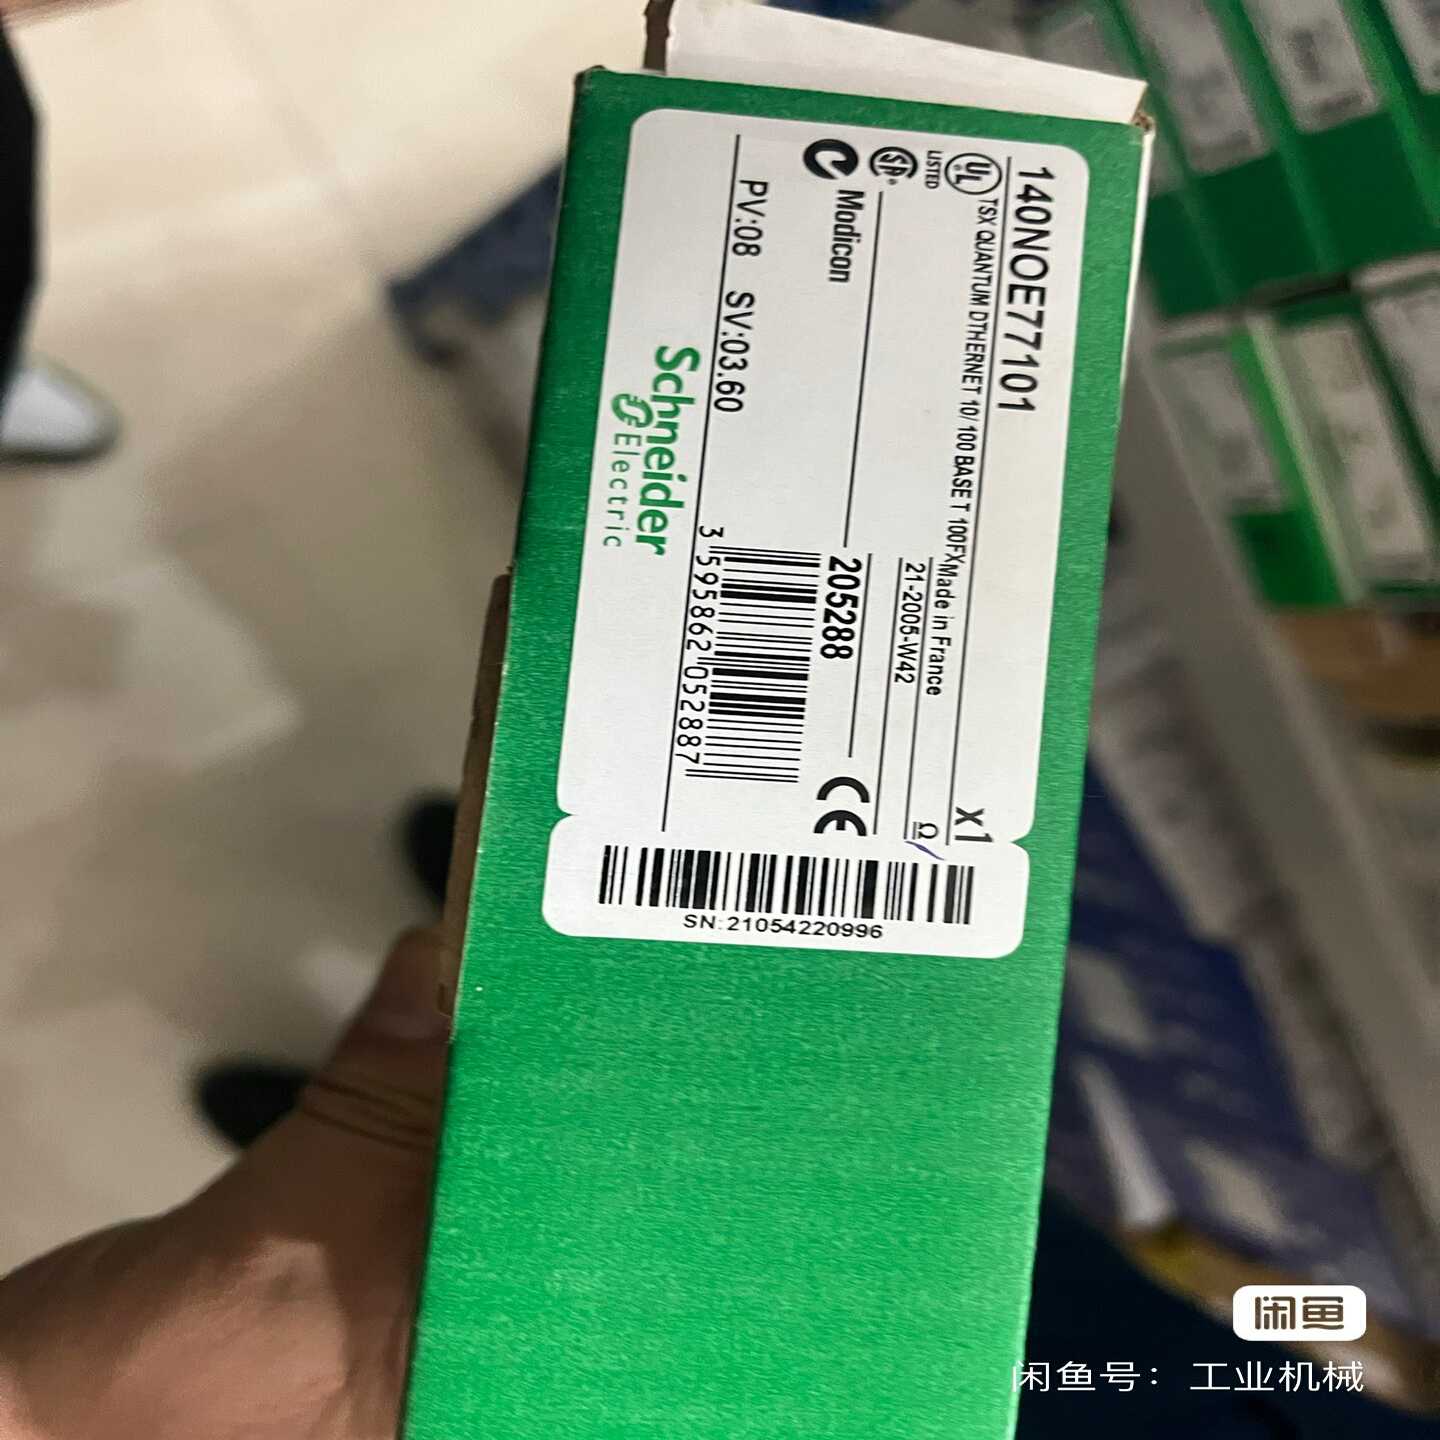 140NOE77101
TSX QUANTUM DTHERNET 10/100 BASE T 100FX
Made in France
x1
UL
LISTED
21-2005-W42
Ω
Modicon
205288
CE
PV:08 SV:03.60
3 595862 052887
Schneider
Electric
SN:21054220996
闲鱼
闲鱼号：工业机械